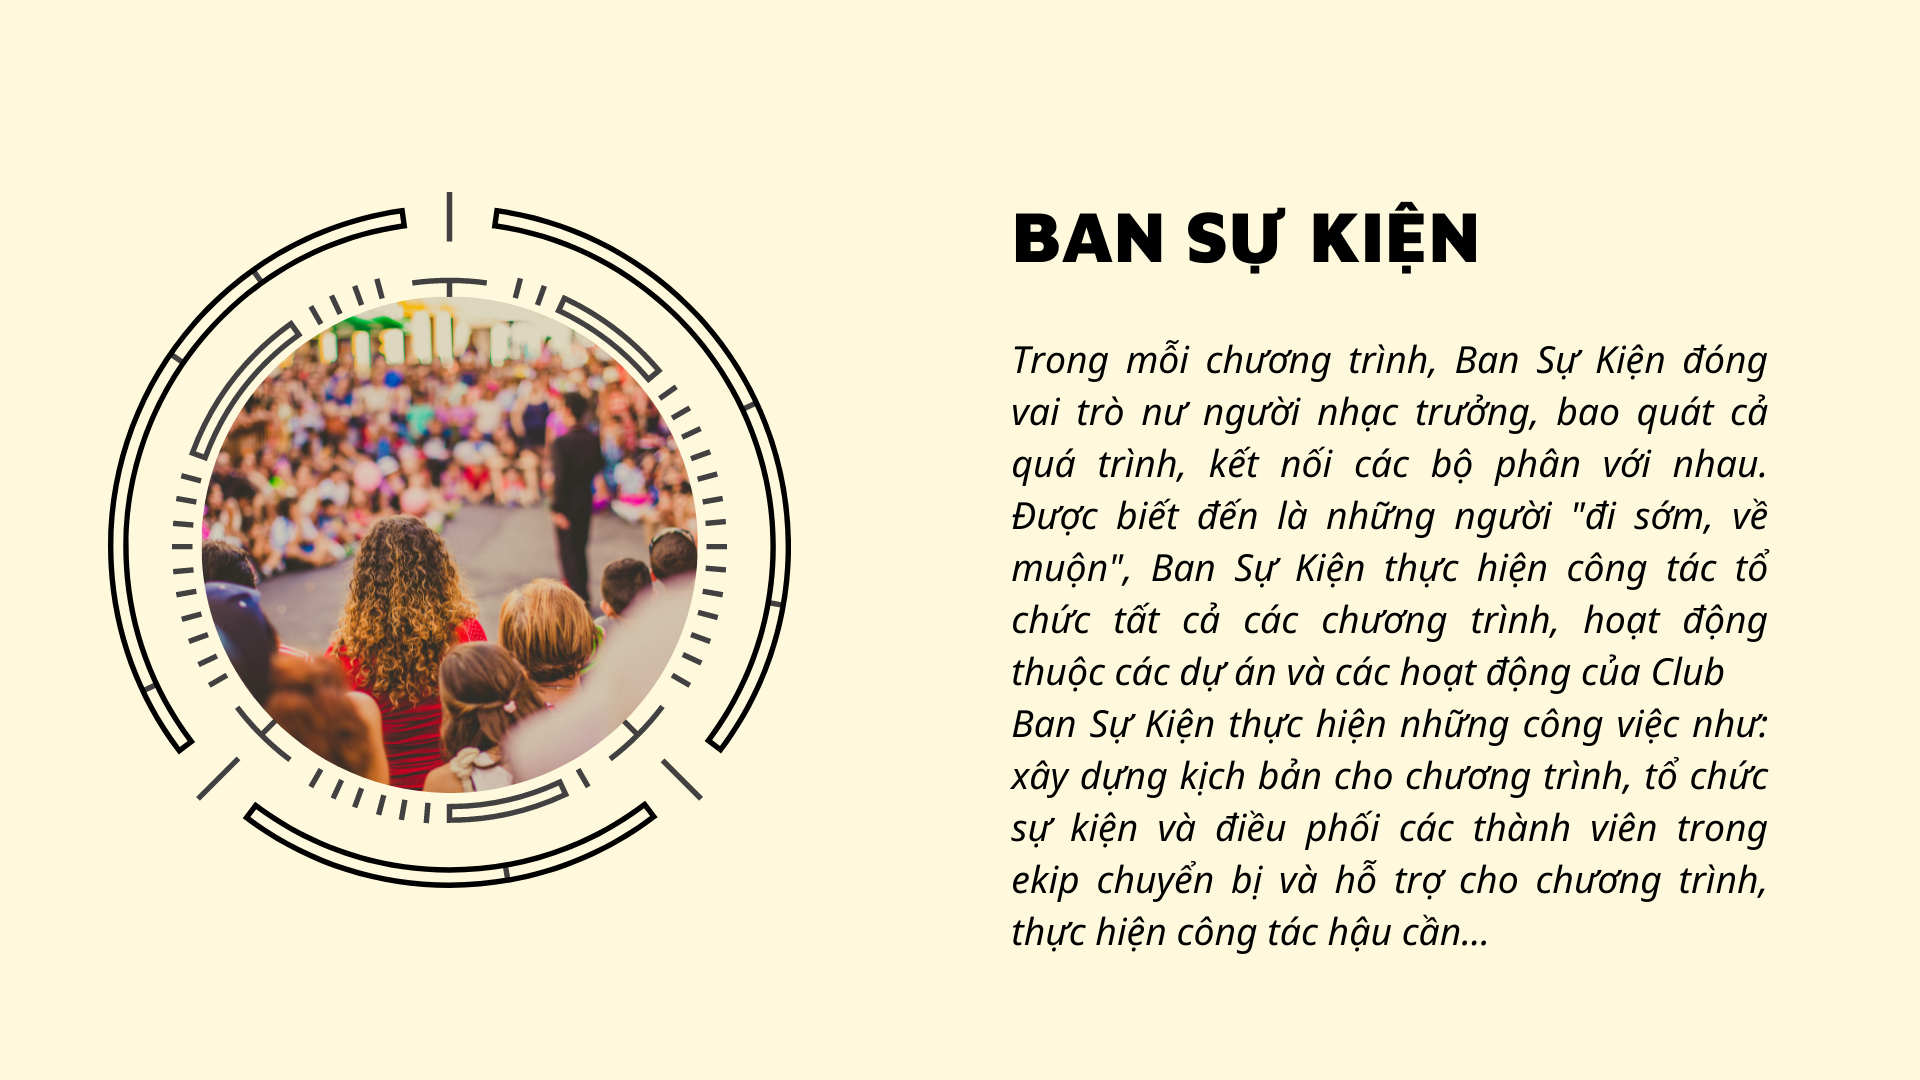 BAN SỰ KIỆN
Trong mỗi chương trình, Ban Sự Kiện đóng
vai trò nư người nhạc trưởng, bao quát cả
quá trình, kết nối các bộ phân với nhau.
Được biết đến là những người "đi sớm, về
muộn", Ban Sự Kiện thực hiện công tác tổ
chức tất cả các chương trình, hoạt động
thuộc các dự án và các hoạt động của Club
Ban Sự Kiện thực hiện những công việc như:
xây dựng kịch bản cho chương trình, tổ chức
sự kiện và điều phối các thành viên trong
ekip chuyển bị và hỗ trợ cho chương trình,
thực hiện công tác hậu cần...